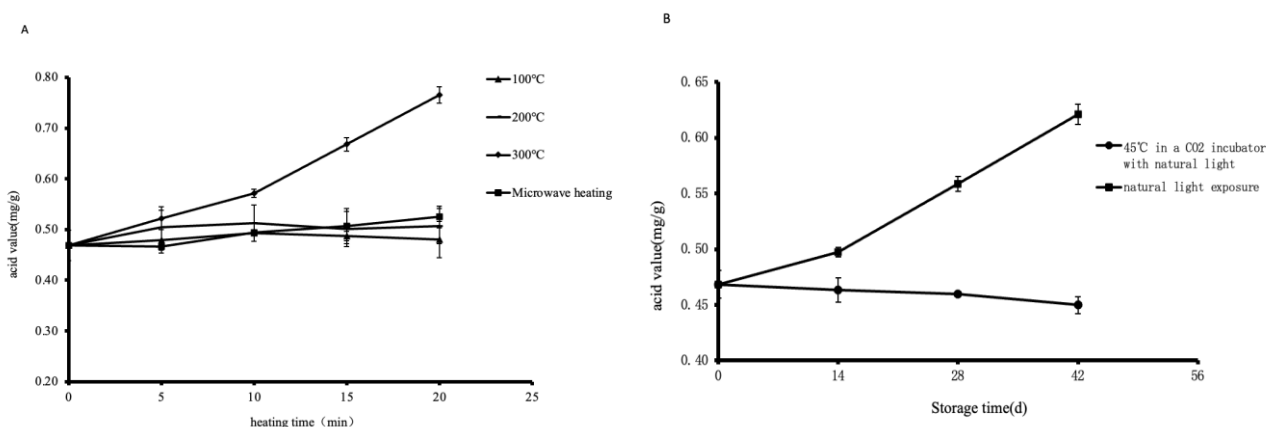 A
0.80
0.70
0.60
0.50
0.40
0.30
0.20
acid value(mg/g)
0 5 10 15 20 25
heating time (min)
100℃
200℃
300℃
Microwave heating
B
0.65
0.60
0.55
0.50
0.45
0.40
acid value(mg/g)
0 14 28 42 56
Storage time(d)
45℃ in a CO2 incubator
with natural light
natural light exposure